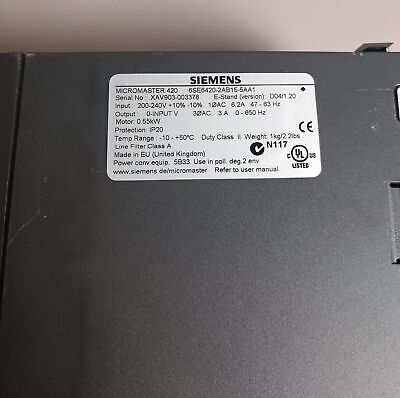 SIEMENS
MICROMASTER 420 6SE6420-2AB15-5AA1
Serial No : XAV903-003378 E-Stand (version): D04/1.20
Input : 200-240V +10% -10% 1ØAC 6.2A 47 - 63 Hz
Output : 0-INPUT V 3ØAC 3 A 0 - 650 Hz
Motor: 0.55kW
Protection: IP20
Temp Range: -10 - +50°C Duty Class :II Weight: 1kg/2.2lbs
Line Filter Class A
Made in EU (United Kingdom)
Power conv.equip. 5B33. Use in poll. deg.2 env.
www.siemens.de/micromaster Refer to user manual.
CE
N117
C UL US
LISTED